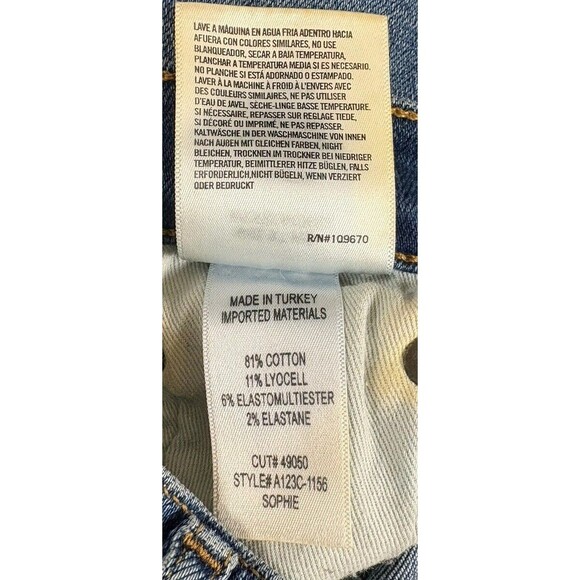 LAVE A MÁQUINA EN AGUA FRIA ADENTRO HACIA
AFUERA CON COLORES SIMILARES, NO USE
BLANQUEADOR, SECAR A BAJA TEMPERATURA,
PLANCHAR A TEMPERATURA MEDIA SI ES NECESARIO.
NO PLANCHE SI ESTÁ ADORNADO O ESTAMPADO.
LAVER À LA MACHINE À FROID À L'ENVERS AVEC
DES COULEURS SIMILAIRES, NE PAS UTILISER
D'EAU DE JAVEL, SÈCHE-LINGE BASSE TEMPERATURE.
SI NÉCESSAIRE, REPASSER SUR REGLAGE TIEDE,
SI DÉCORÉ OU IMPRIMÉ, NE PAS REPASSER.
KALTWÄSCHE IN DER WASCHMASCHINE VON INNEN
NACH AUßEN MIT GLEICHEN FARBEN, NIGHT
BLEICHEN, TROCKNEN IM TROCKNER BEI NIEDRIGER
TEMPERATUR, BEIMITTLERER HITZE BÜGLEN, FALLS
ERFORDERLICH,NICHT BÜGELN, WENN VERZIERT
ODER BEDRUCKT
R/N#1Q9670
MADE IN TURKEY
IMPORTED MATERIALS
81% COTTON
11% LYOCELL
6% ELASTOMULTIESTER
2% ELASTANE
CUT# 49050
STYLE# A123C-1156
SOPHIE